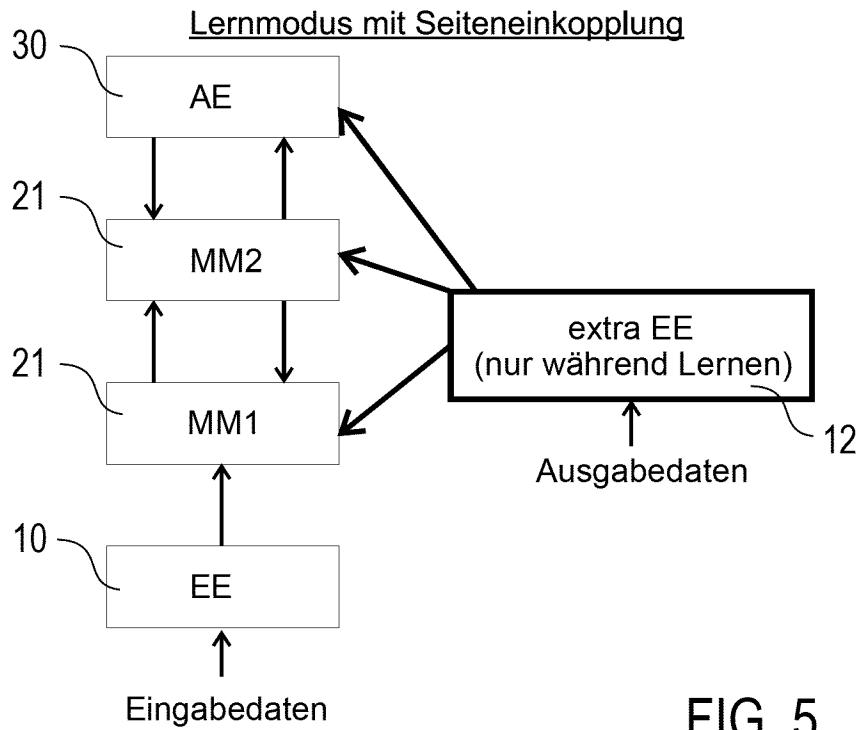 Lernmodus mit Seiteneinkopplung
30
AE
21
MM2
extra EE
(nur während Lernen)
21
MM1
12
Ausgabedaten
10
EE
Eingabedaten
FIG. 5